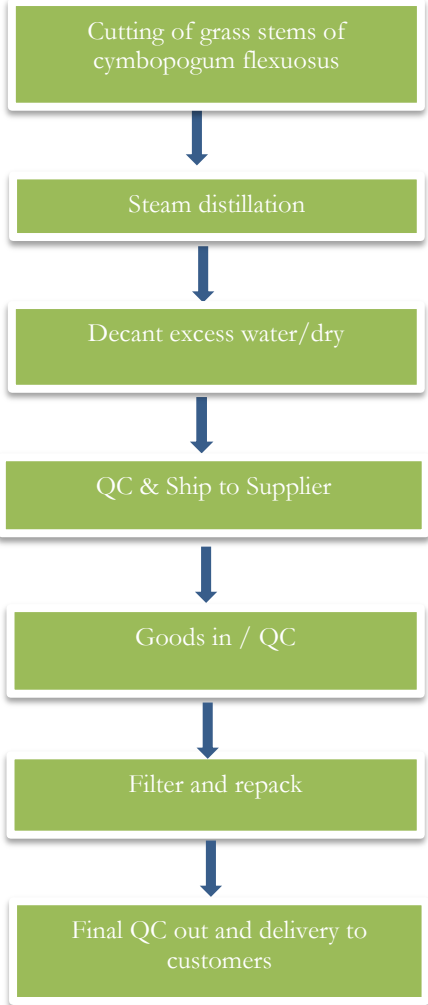 Cutting of grass stems of
cymbopogum flexuosus
Steam distillation
Decant excess water/dry
QC & Ship to Supplier
Goods in / QC
Filter and repack
Final QC out and delivery to
customers